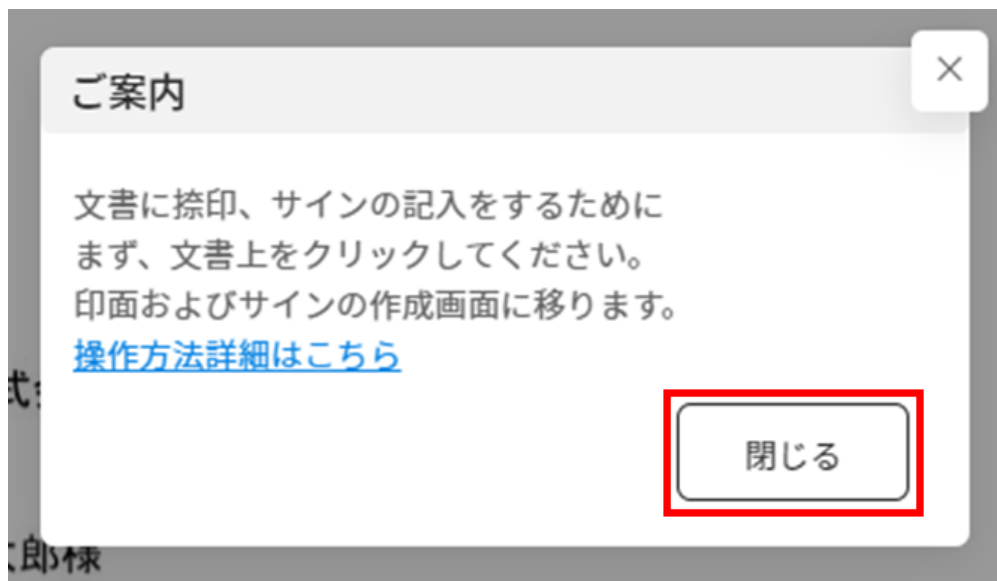 ご案内
文書に捺印、サインの記入をするために
まず、文書上をクリックしてください。
印面およびサインの作成画面に移ります。
操作方法詳細はこちら
閉じる
郎様